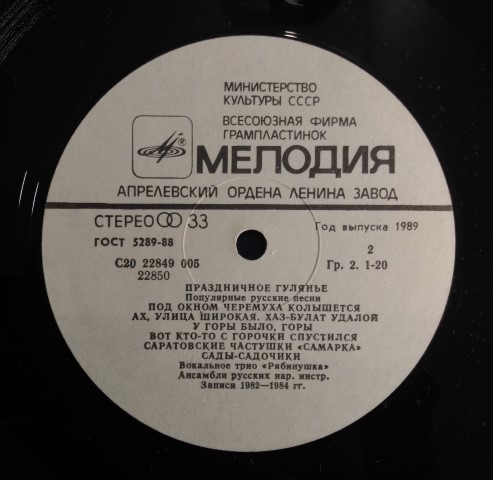 МИНИСТЕРСТВО
КУЛЬТУРЫ СССР
ВСЕСОЮЗНАЯ ФИРМА
ГРАМПЛАСТИНОК
®
МЕЛОДИЯ
АПРЕЛЕВСКИЙ ОРДЕНА ЛЕНИНА ЗАВОД
СТЕРЕО 33
Год выпуска 1989
ГОСТ 5289-88
2
С20 22849 005
Гр. 2. 1-20
22850
ПРАЗДНИЧНОЕ ГУЛЯНЬЕ
Популярные русские песни
ПОД ОКНОМ ЧЕРЕМУХА КОЛЫШЕТСЯ
АХ, УЛИЦА ШИРОКАЯ. ХАЗ-БУЛАТ УДАЛОЙ
У ГОРЫ БЫЛО, ГОРЫ
ВОТ КТО-ТО С ГОРОЧКИ СПУСТИЛСЯ
САРАТОВСКИЕ ЧАСТУШКИ «САМАРКА»
САДЫ-САДОЧИКИ
Вокальное трио «Рябинушка»
Ансамбли русских нар. инстр.
Записи 1982—1984 гг.